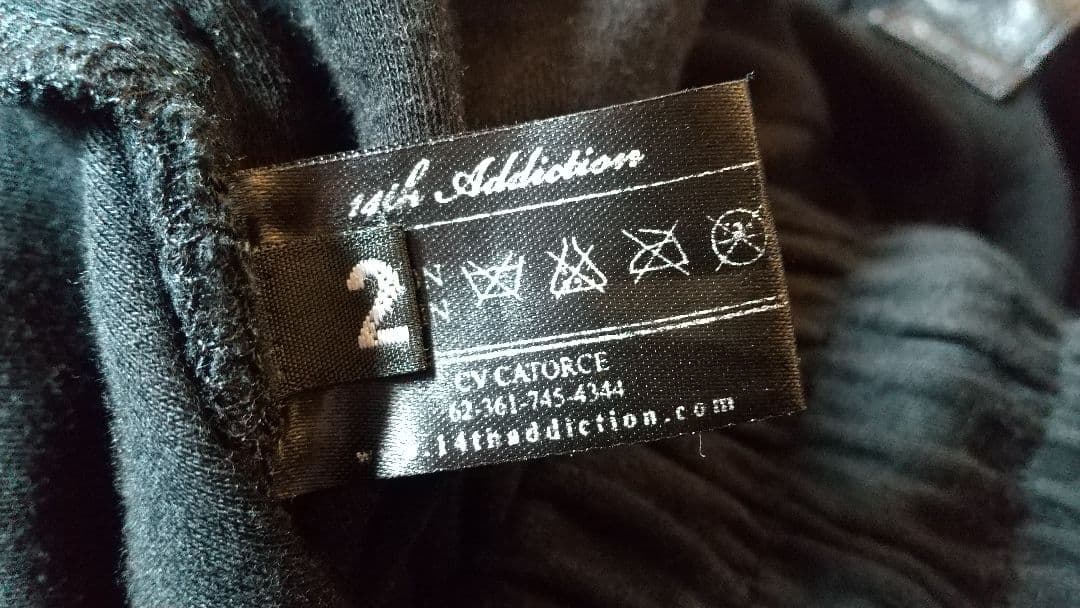 14th Addiction
2
CV CATORCE
62-361-745-4344
.14thaddiction.com